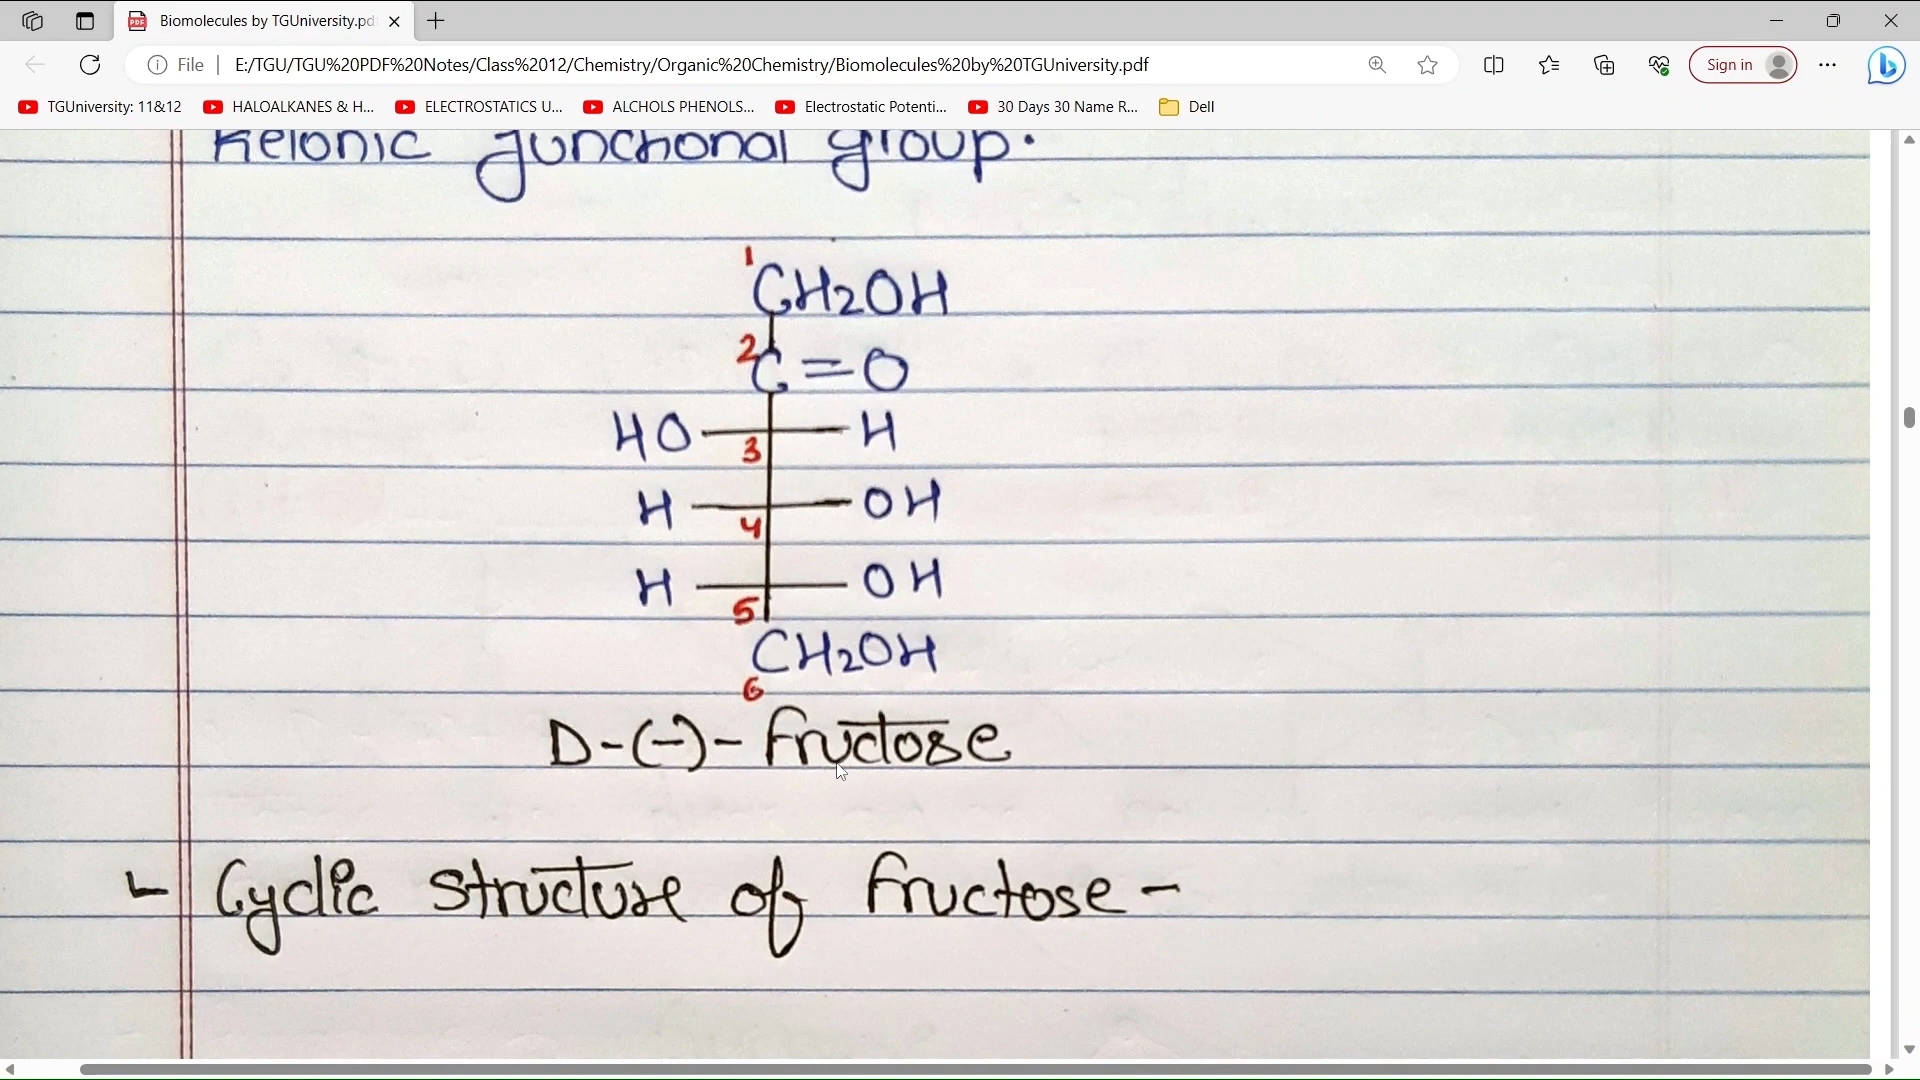 Biomolecules by TGUniversity.pd
File
E:/TGU/TGU%20PDF%20Notes/Class%2012/Chemistry/Organic%20Chemistry/Biomolecules%20by%20TGUniversity.pdf
Sign in
TGUniversity: 11&12
HALOALKANES & H...
ELECTROSTATICS U...
ALCHOLS PHENOLS...
Electrostatic Potenti...
30 Days 30 Name R...
Dell
Ketonic functional group.
1
CH2OH
2
C=O
HO H
3
H OH
4
H OH
5
CH2OH
6
D-(-)- Fructose
Cyclic structure of Fructose -